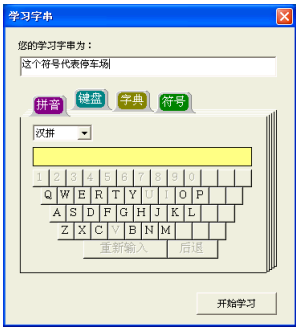 学习字串
您的学习字串为：
这个符号代表停车场
拼音 键盘 字典 符号
汉拼
1 2 3 4 5 6 7 8 9 0
Q W E R T Y U I O P
A S D F G H J K L
Z X C V B N M
重新输入 后退
开始学习